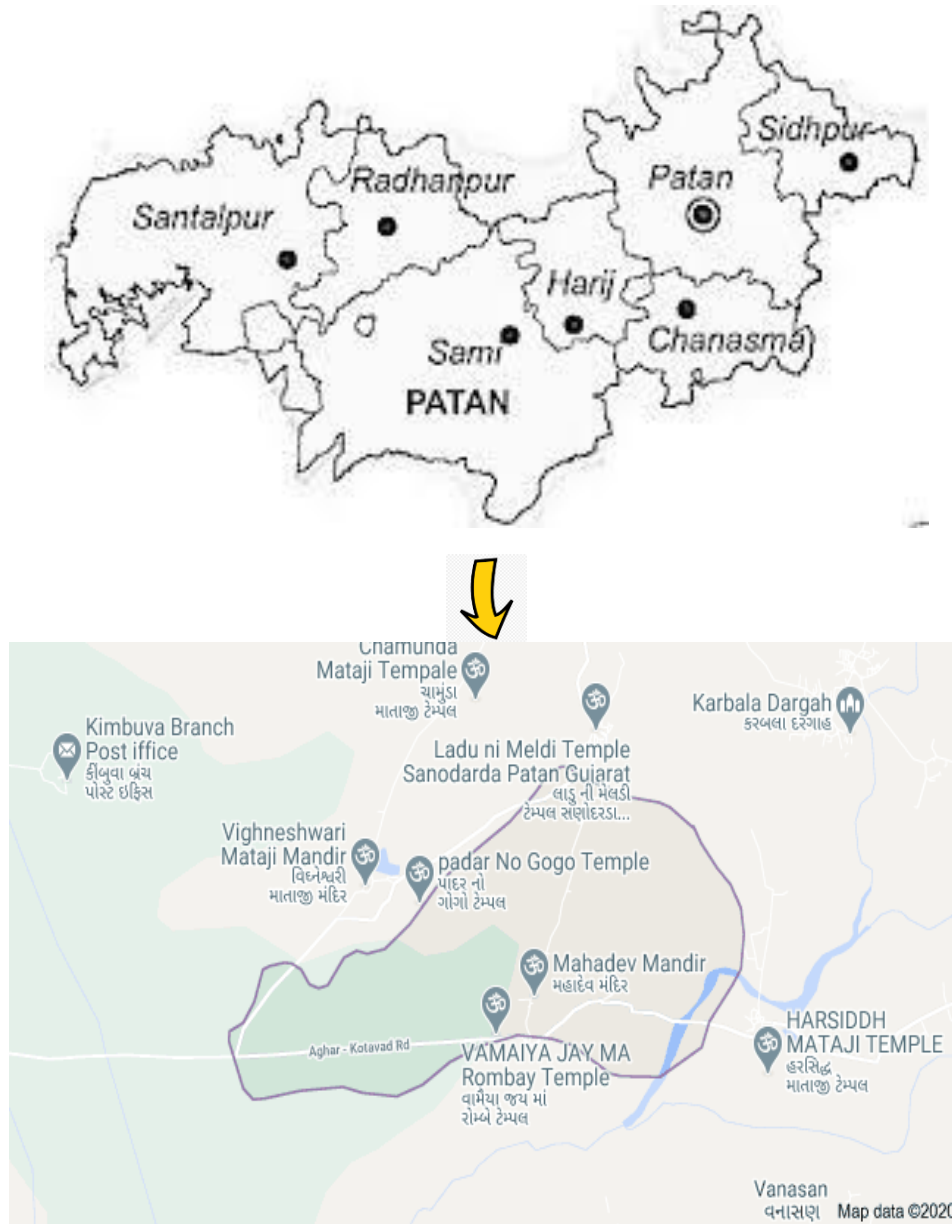 Sidhpur
Radhanpur
Patan
Santalpur
Harij
Sami
Chanasma
PATAN
Chamunda
Mataji Tempale
ચામુંડા
માતાજી ટેમ્પલ
Karbala Dargah
કરબલા દરગાહ
Kimbuva Branch
Post iffice
કીંબુવા બ્રંચ
પોસ્ટ ઇફિસ
Ladu ni Meldi Temple
Sanodarda Patan Gujarat
લાડુ ની મેલડી
ટેમ્પલ સણોદરડા...
Vighneshwari
Mataji Mandir
વિઘ્નેશ્વરી
માતાજી મંદિર
padar No Gogo Temple
પાદર નો
ગોગો ટેમ્પલ
Mahadev Mandir
મહાદેવ મંદિર
Aghar - Kotavad Rd
VAMAIYA JAY MA
Rombay Temple
વામૈયા જય માં
રોમ્બે ટેમ્પલ
HARSIDDH
MATAJI TEMPLE
હરસિદ્ધ
માતાજી ટેમ્પલ
Vanasan
વનાસણ
Map data ©2020